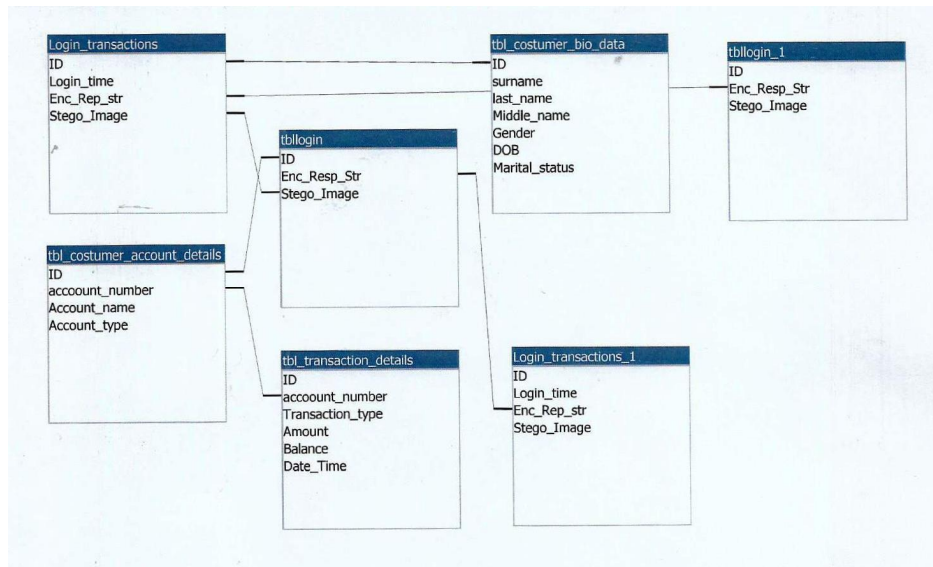 Login_transactions
ID
Login_time
Enc_Rep_str
Stego_Image
tbl_costumer_bio_data
ID
surname
last_name
Middle_name
Gender
DOB
Marital_status
tbllogin_1
ID
Enc_Resp_Str
Stego_Image
tbllogin
ID
Enc_Resp_Str
Stego_Image
tbl_costumer_account_details
ID
accoount_number
Account_name
Account_type
tbl_transaction_details
ID
accoount_number
Transaction_type
Amount
Balance
Date_Time
Login_transactions_1
ID
Login_time
Enc_Rep_str
Stego_Image